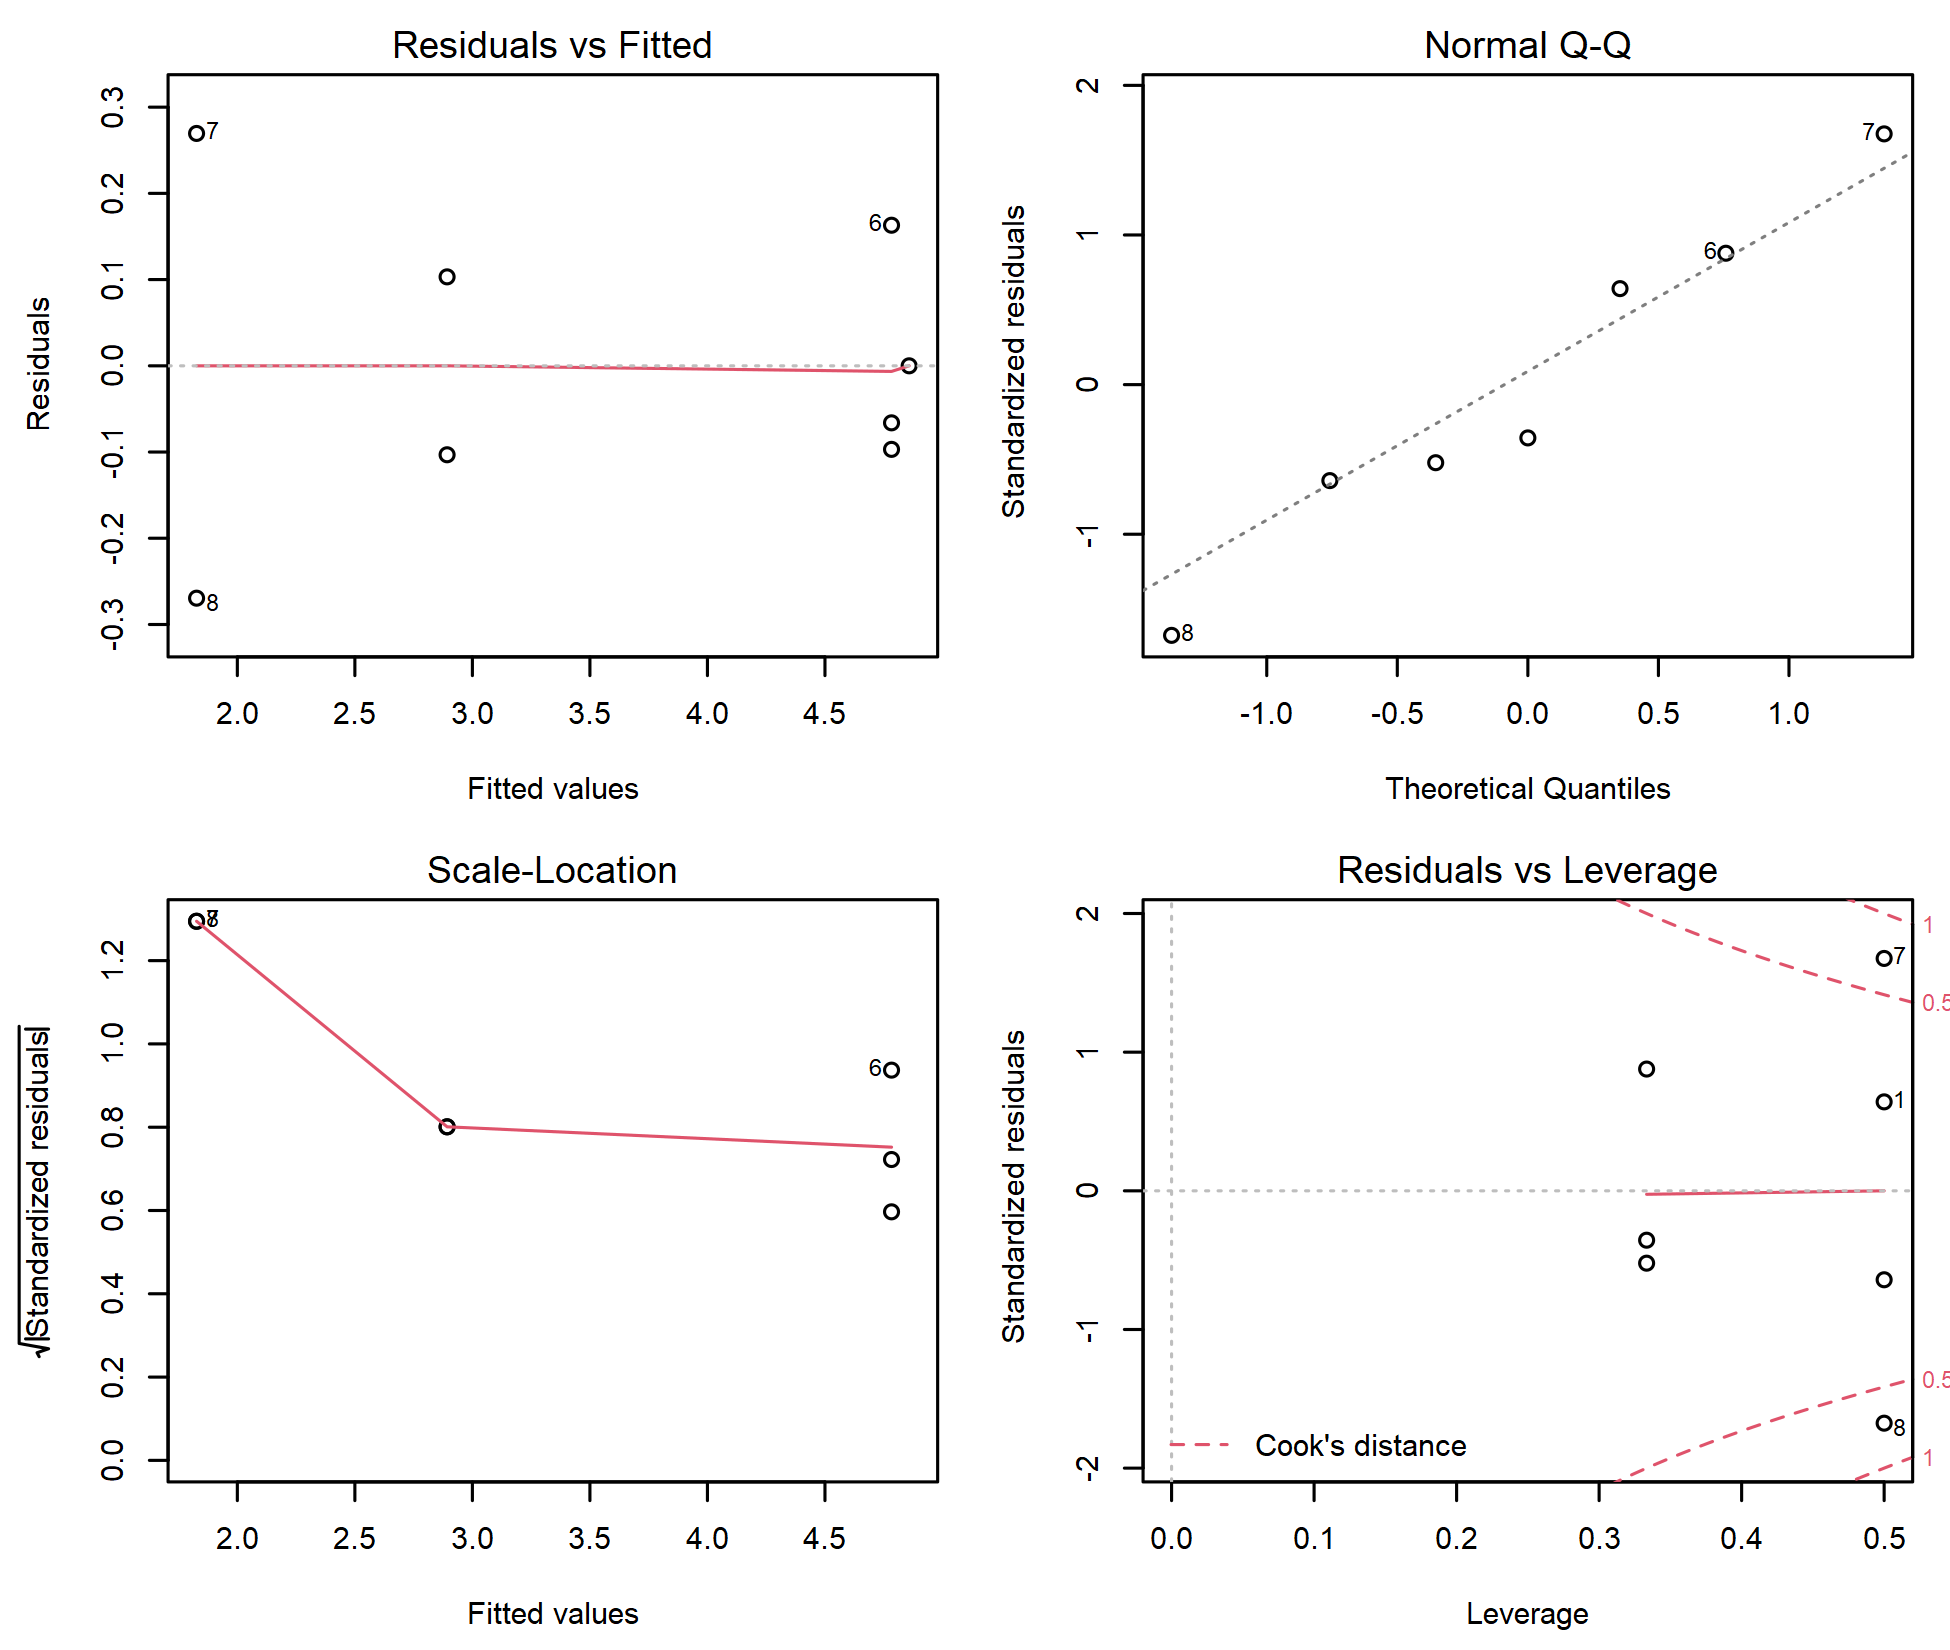 Residuals vs Fitted
Residuals
0.3
0.2
0.1
0.0
-0.1
-0.2
-0.3
7
6
8
2.0 2.5 3.0 3.5 4.0 4.5
Fitted values
Normal Q-Q
Standardized residuals
2
1
0
-1
7
6
8
-1.0 -0.5 0.0 0.5 1.0
Theoretical Quantiles
Scale-Location
√|Standardized residuals|
1.2
1.0
0.8
0.6
0.4
0.2
0.0
7
8
6
2.0 2.5 3.0 3.5 4.0 4.5
Fitted values
Residuals vs Leverage
Standardized residuals
2
1
0
-1
-2
1
7
0.5
1
0.5
8
1
Cook's distance
0.0 0.1 0.2 0.3 0.4 0.5
Leverage